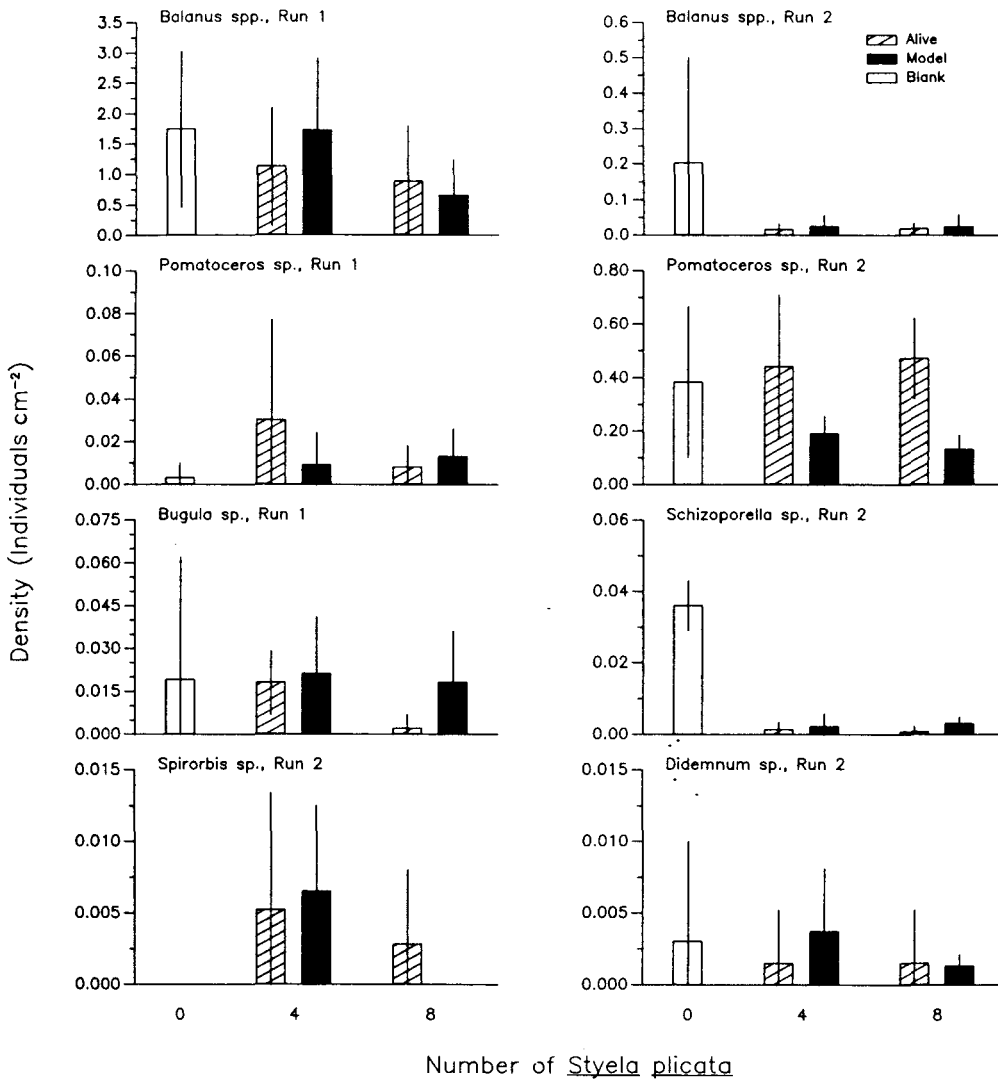 Balanus spp., Run 1
3.5
3.0
2.5
2.0
1.5
1.0
0.5
0.0
Balanus spp., Run 2
0.6
0.5
0.4
0.3
0.2
0.1
0.0
Alive
Model
Blank
Pomatoceros sp., Run 1
0.10
0.08
0.06
0.04
0.02
0.00
Pomatoceros sp., Run 2
0.80
0.60
0.40
0.20
0.00
Bugula sp., Run 1
0.075
0.060
0.045
0.030
0.015
0.000
Schizoporella sp., Run 2
0.06
0.04
0.02
0.00
Spirorbis sp., Run 2
0.015
0.010
0.005
0.000
0 4 8
Didemnum sp., Run 2
0.015
0.010
0.005
0.000
0 4 8
Density (Individuals cm⁻²)
Number of Styela plicata